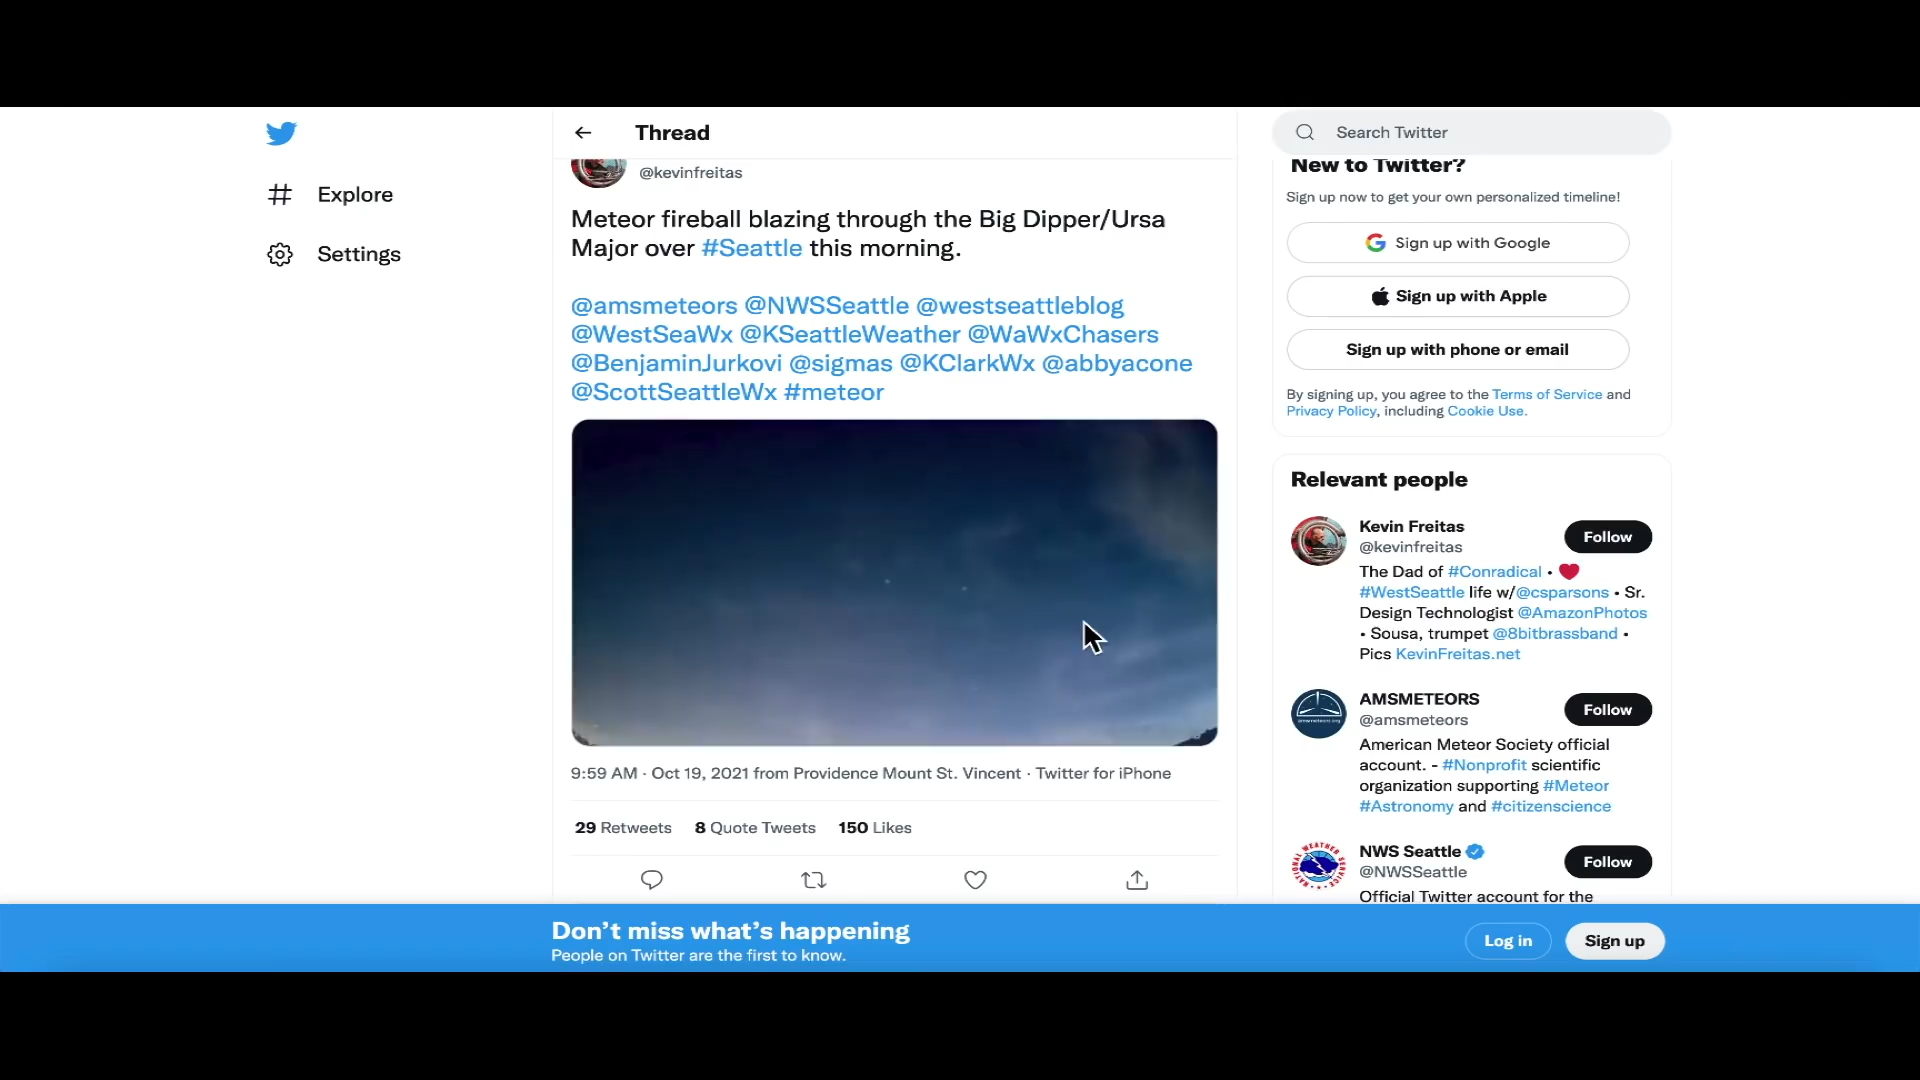 Thread
Search Twitter
Explore
Settings
@kevinfreitas
Meteor fireball blazing through the Big Dipper/Ursa
Major over #Seattle this morning.
@amsmeteors @NWSSeattle @westseattleblog
@WestSeaWx @KSeattleWeather @WaWxChasers
@BenjaminJurkovi @sigmas @KClarkWx @abbyacone
@ScottSeattleWx #meteor
9:59 AM · Oct 19, 2021 from Providence Mount St. Vincent · Twitter for iPhone
29 Retweets 8 Quote Tweets 150 Likes
New to Twitter?
Sign up now to get your own personalized timeline!
Sign up with Google
Sign up with Apple
Sign up with phone or email
By signing up, you agree to the Terms of Service and
Privacy Policy, including Cookie Use.
Relevant people
Kevin Freitas
@kevinfreitas
Follow
The Dad of #Conradical • ❤️
#WestSeattle life w/@csparsons • Sr.
Design Technologist @AmazonPhotos
• Sousa, trumpet @8bitbrassband •
Pics KevinFreitas.net
AMSMETEORS
@amsmeteors
Follow
American Meteor Society official
account. - #Nonprofit scientific
organization supporting #Meteor
#Astronomy and #citizenscience
NWS Seattle
@NWSSeattle
Follow
Official Twitter account for the
Don't miss what's happening
People on Twitter are the first to know.
Log in
Sign up